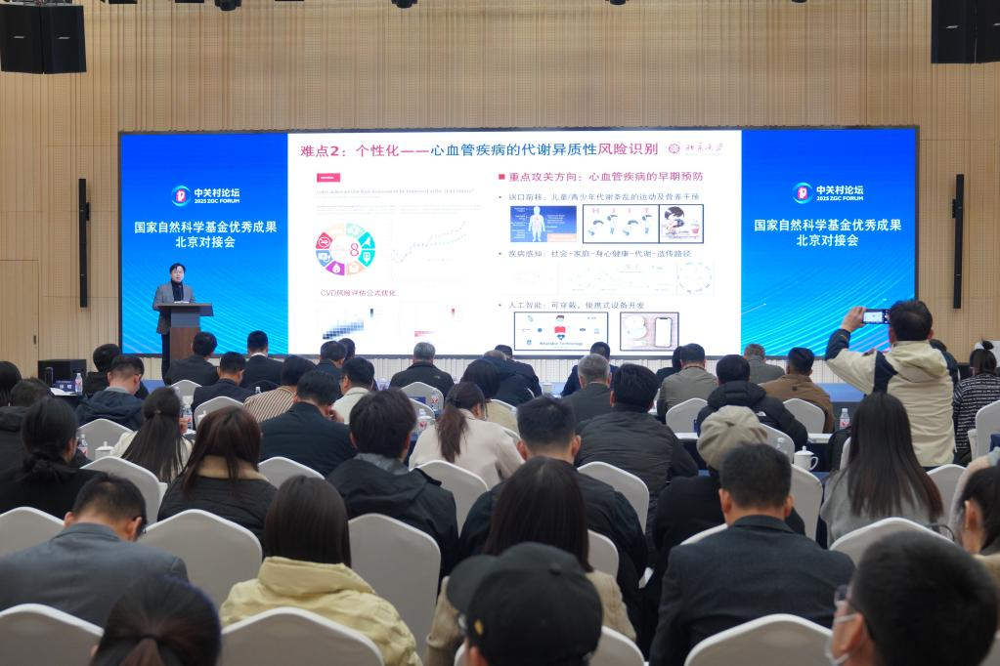 中关村论坛
2025 ZGC FORUM
国家自然科学基金优秀成果
北京对接会
难点2：个性化——心血管疾病的代谢异质性风险识别
北京大学
8
CVD风险评估公式优化
■ 重点攻关方向：心血管疾病的早期预防
• 端口前移：儿童/青少年代谢紊乱的运动及营养干预
HIIT
• 疾病感知：社会-家庭-身心健康-代谢-遗传路径
• 人工智能：可穿戴、便携式设备开发
Wearable Technology
中关村论坛
2025 ZGC FORUM
国家自然科学基金优秀成果
北京对接会